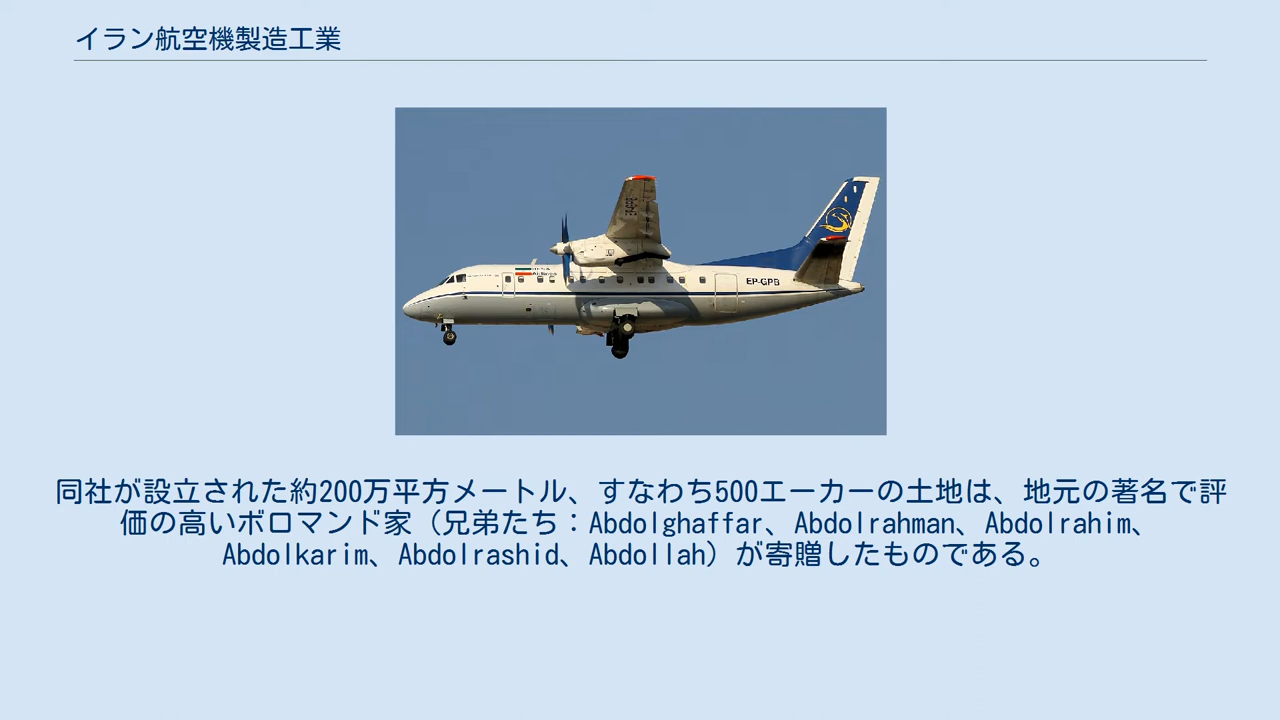 イラン航空機製造工業
EP-GPB
同社が設立された約200万平方メートル、すなわち500エーカーの土地は、地元の著名で評
価の高いボロマンド家（兄弟たち：Abdolghaffar、Abdolrahman、Abdolrahim、
Abdolkarim、Abdolrashid、Abdollah）が寄贈したものである。